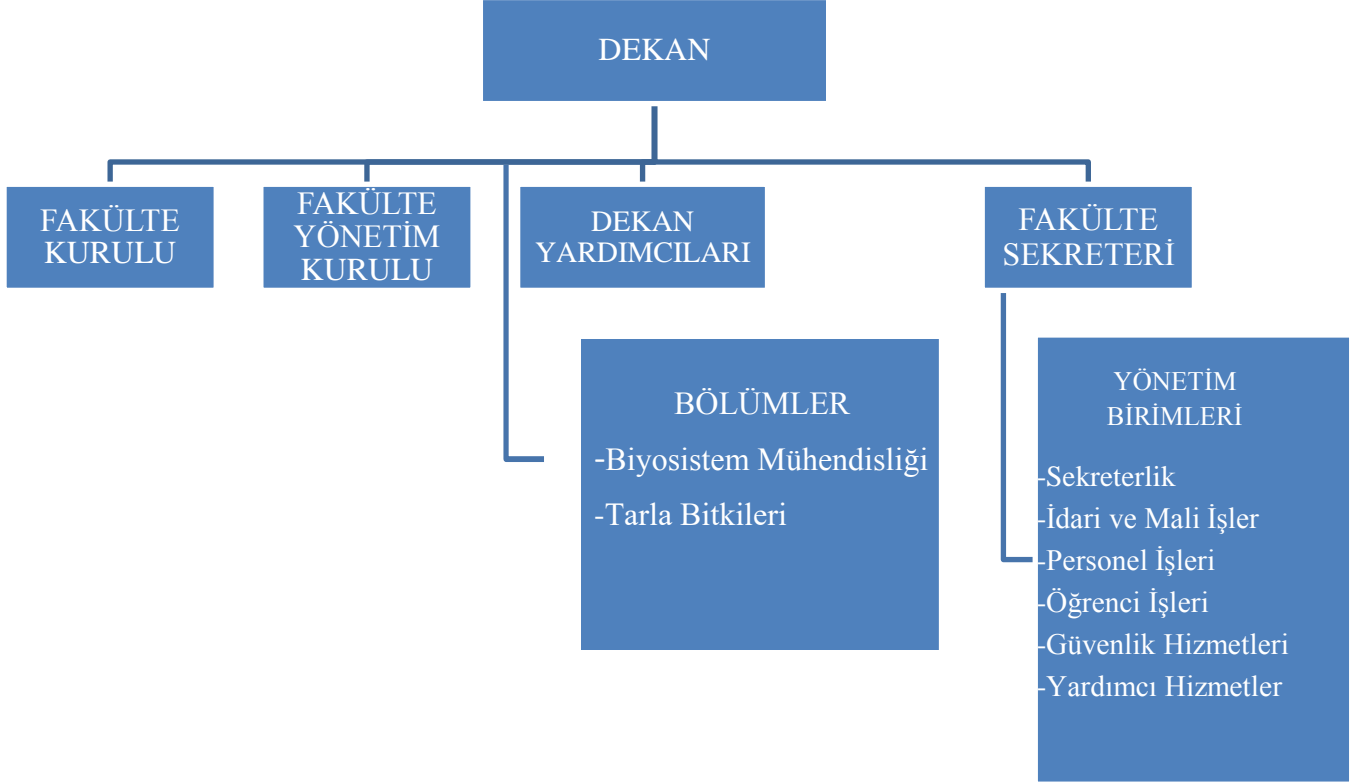 DEKAN
FAKÜLTE
KURULU
FAKÜLTE
YÖNETİM
KURULU
DEKAN
YARDIMCILARI
FAKÜLTE
SEKRETERİ
BÖLÜMLER
-Biyosistem Mühendisliği
-Tarla Bitkileri
YÖNETİM
BİRİMLERİ
-Sekreterlik
-İdari ve Mali İşler
-Personel İşleri
-Öğrenci İşleri
-Güvenlik Hizmetleri
-Yardımcı Hizmetler